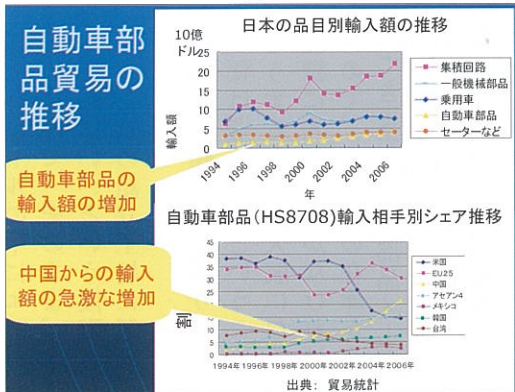 自動車部
品貿易の
推移
自動車部品の
輸入額の増加
中国からの輸入
額の急激な増加
日本の品目別輸入額の推移
10億
ドル
25
20
15
10
5
0
輸入額
1994
1996
1998
2000
2002
2004
2006
年
集積回路
一般機械部品
乗用車
自動車部品
セーターなど
自動車部品(HS8708)輸入相手別シェア推移
45
40
35
30
25
20
15
10
5
0
割
1994年 1996年 1998年 2000年 2002年 2004年 2006年
米国
EU25
中国
アセアン4
メキシコ
韓国
台湾
出典: 貿易統計